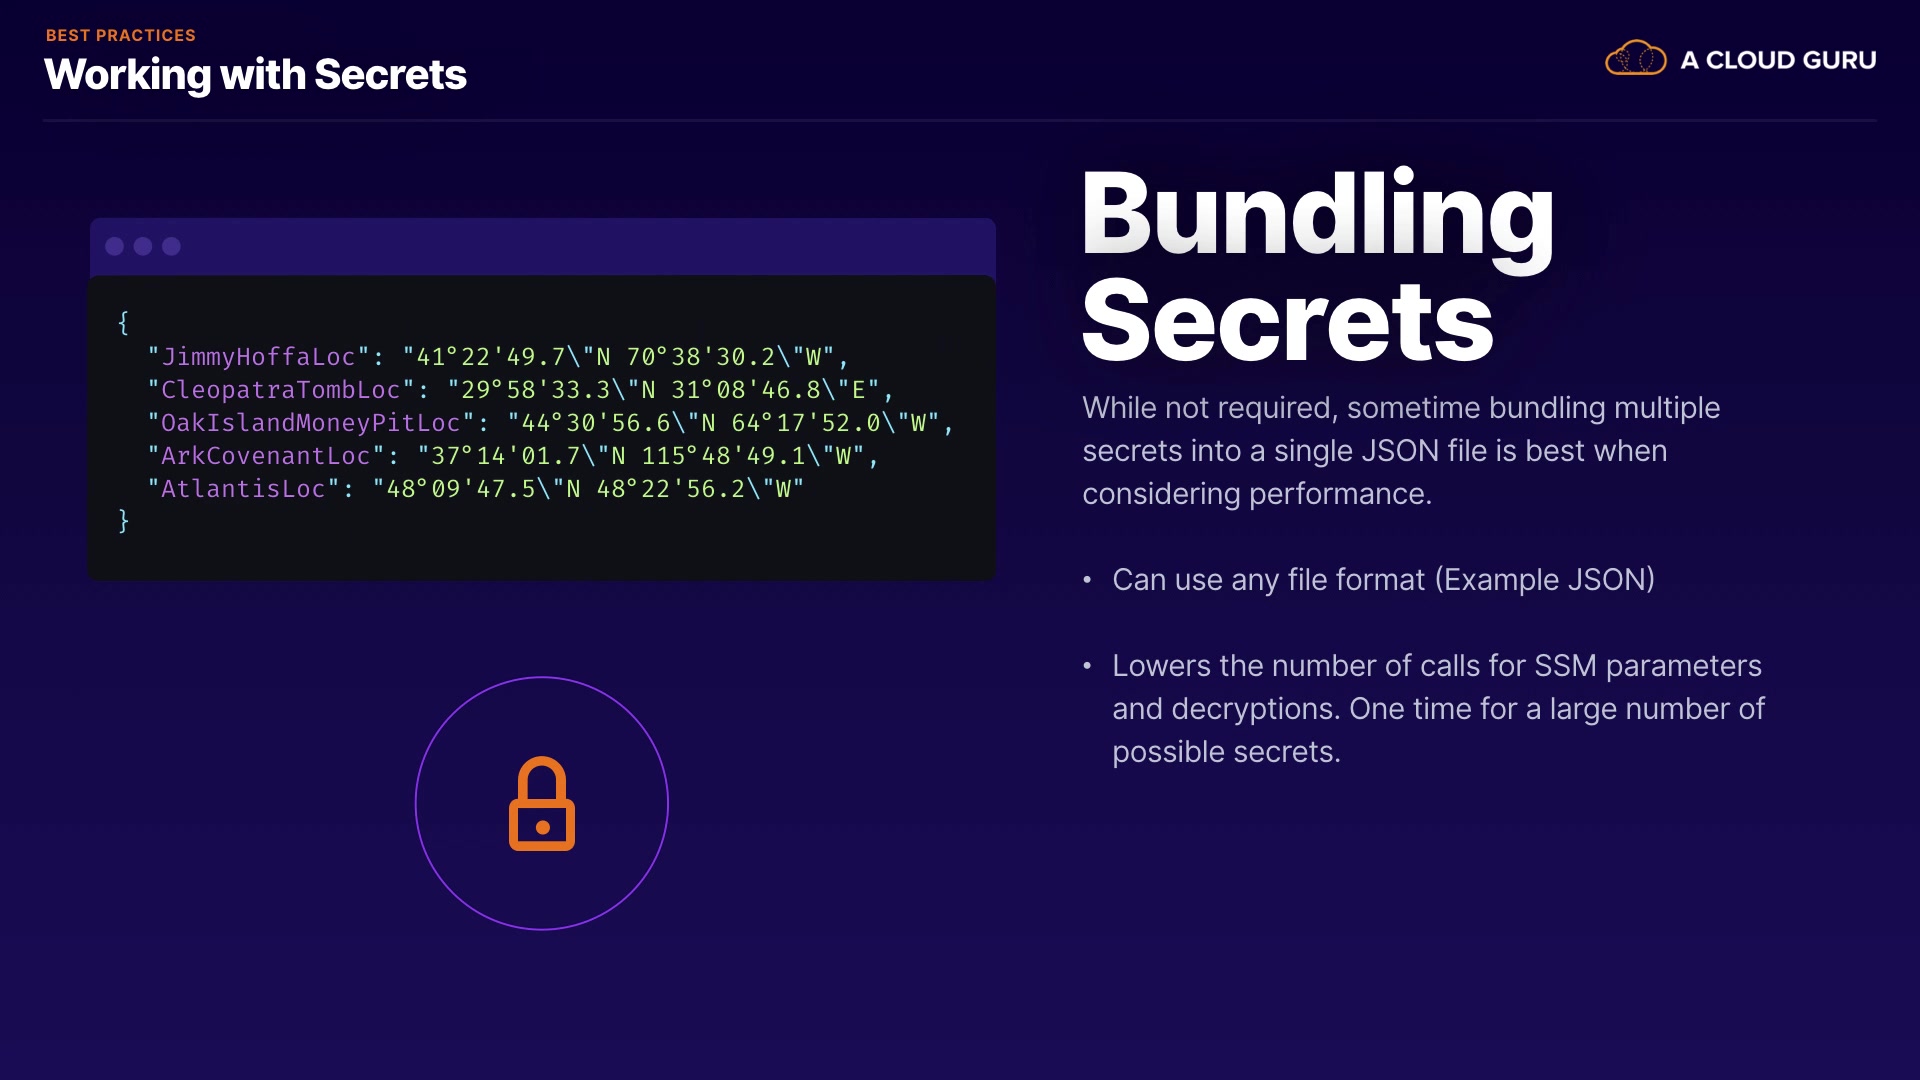 BEST PRACTICES
Working with Secrets
A CLOUD GURU
{
"JimmyHoffaLoc": "41°22'49.7\"N 70°38'30.2\"W",
"CleopatraTombLoc": "29°58'33.3\"N 31°08'46.8\"E",
"OakIslandMoneyPitLoc": "44°30'56.6\"N 64°17'52.0\"W",
"ArkCovenantLoc": "37°14'01.7\"N 115°48'49.1\"W",
"AtlantisLoc": "48°09'47.5\"N 48°22'56.2\"W"
}
Bundling
Secrets
While not required, sometime bundling multiple
secrets into a single JSON file is best when
considering performance.
• Can use any file format (Example JSON)
• Lowers the number of calls for SSM parameters
and decryptions. One time for a large number of
possible secrets.